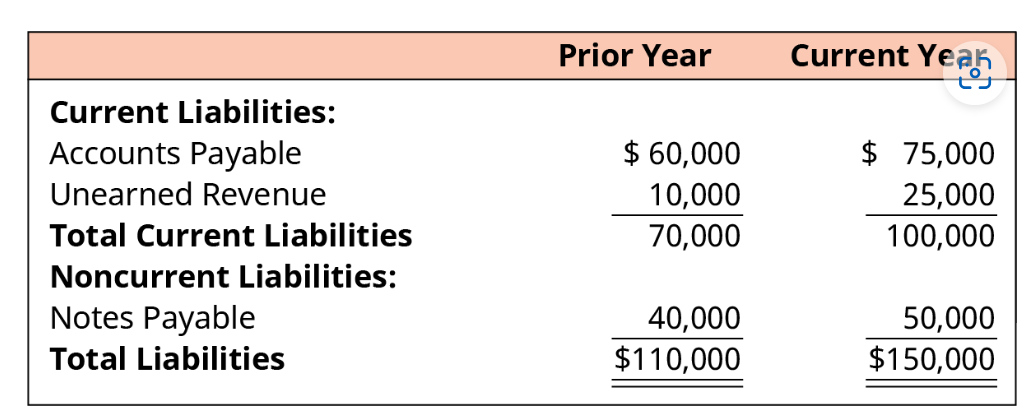 Prior Year Current Year
Current Liabilities:
Accounts Payable $ 60,000 $ 75,000
Unearned Revenue 10,000 25,000
Total Current Liabilities 70,000 100,000
Noncurrent Liabilities:
Notes Payable 40,000 50,000
Total Liabilities $110,000 $150,000